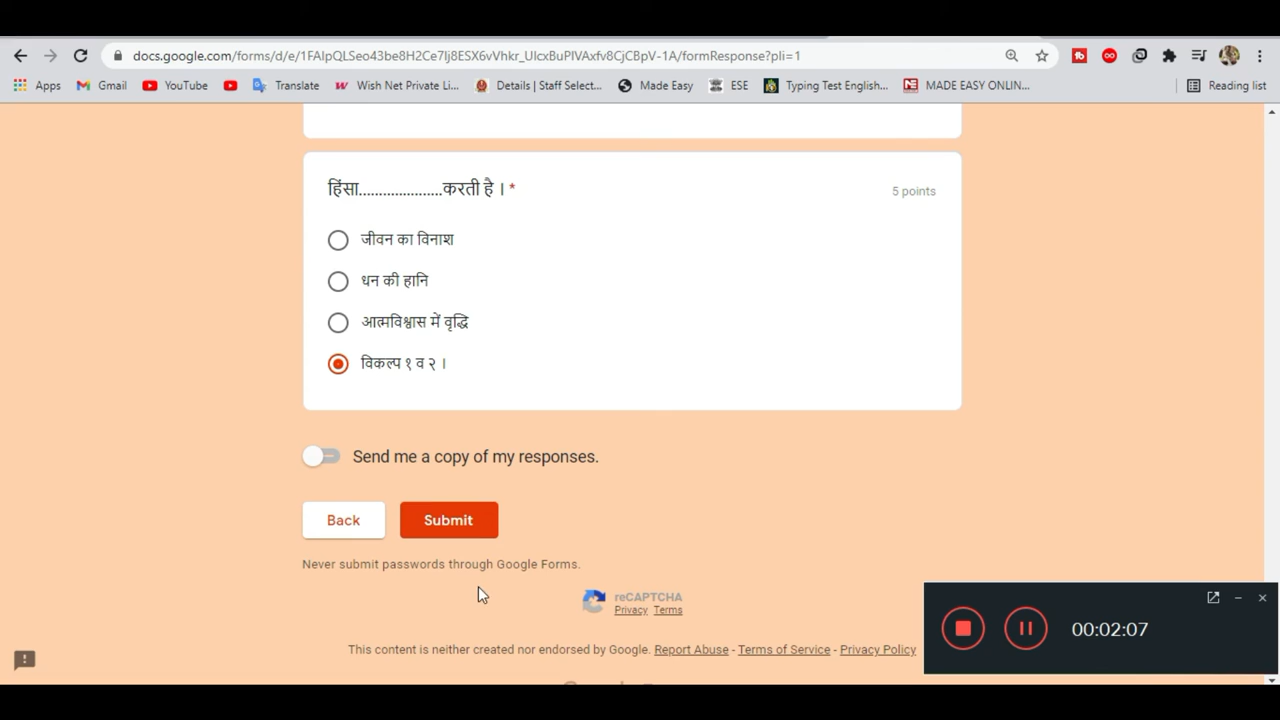 docs.google.com/forms/d/e/1FAIpQLSeo43be8H2Ce7Ij8ESX6vVhkr_UIcxBuPlVAxfv8CjCBpV-1A/formResponse?pli=1
Apps Gmail YouTube Translate Wish Net Private Li... Details | Staff Select... Made Easy ESE Typing Test English... MADE EASY ONLIN... Reading list
हिंसा.....................करती है । *
5 points
जीवन का विनाश
धन की हानि
आत्मविश्वास में वृद्धि
विकल्प १ व २ ।
Send me a copy of my responses.
Back Submit
Never submit passwords through Google Forms.
reCAPTCHA
Privacy Terms
00:02:07
This content is neither created nor endorsed by Google. Report Abuse - Terms of Service - Privacy Policy